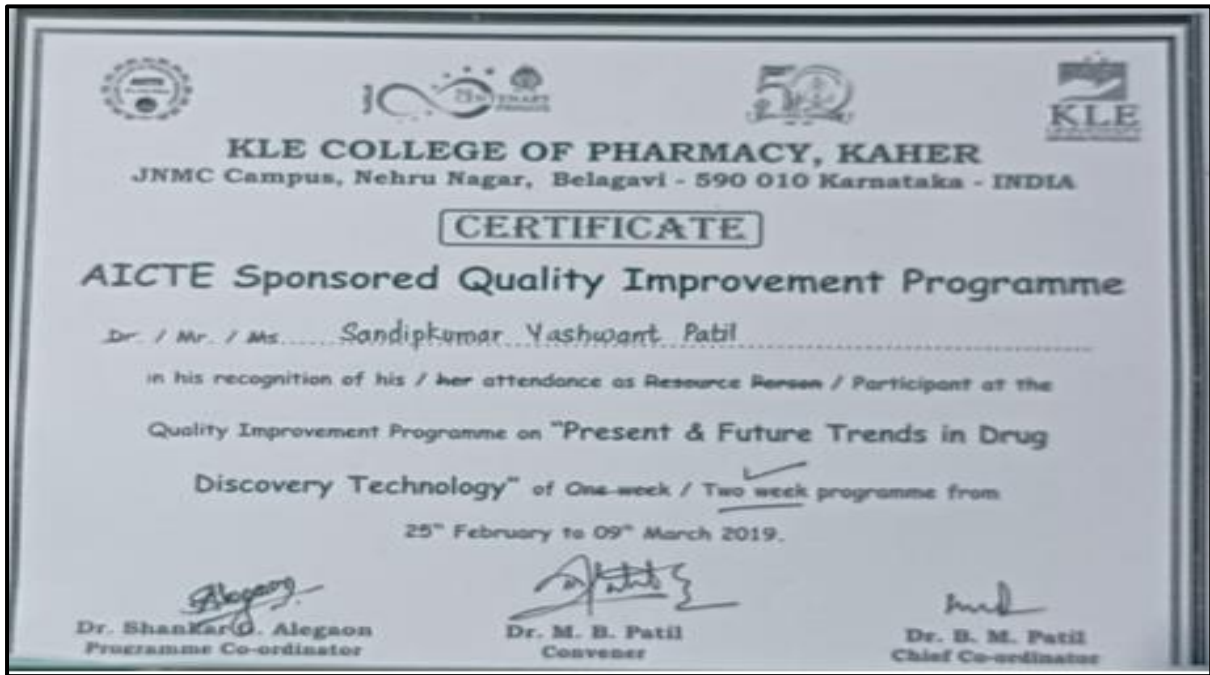 KLE
KLE COLLEGE OF PHARMACY, KAHER
JNMC Campus, Nehru Nagar, Belagavi - 590 010 Karnataka - INDIA
CERTIFICATE
AICTE Sponsored Quality Improvement Programme
Dr. / Mr. / Ms. Sandipkumar Yashwant Patil
in his recognition of his / her attendance as Resource Person / Participant at the
Quality Improvement Programme on "Present & Future Trends in Drug
Discovery Technology" of One week / Two week programme from
25th February to 09th March 2019.
Dr. Shankar G. Alegaon
Programme Co-ordinator
Dr. M. B. Patil
Convener
Dr. B. M. Patil
Chief Co-ordinator